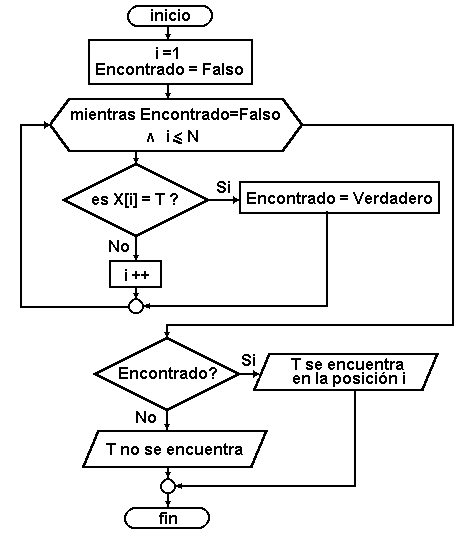 inicio
i =1
Encontrado = Falso
mientras Encontrado=Falso
∧ i ⩽ N
es X[i] = T ?
Si
Encontrado = Verdadero
No
i ++
Encontrado?
Si
T se encuentra
en la posición i
No
T no se encuentra
fin